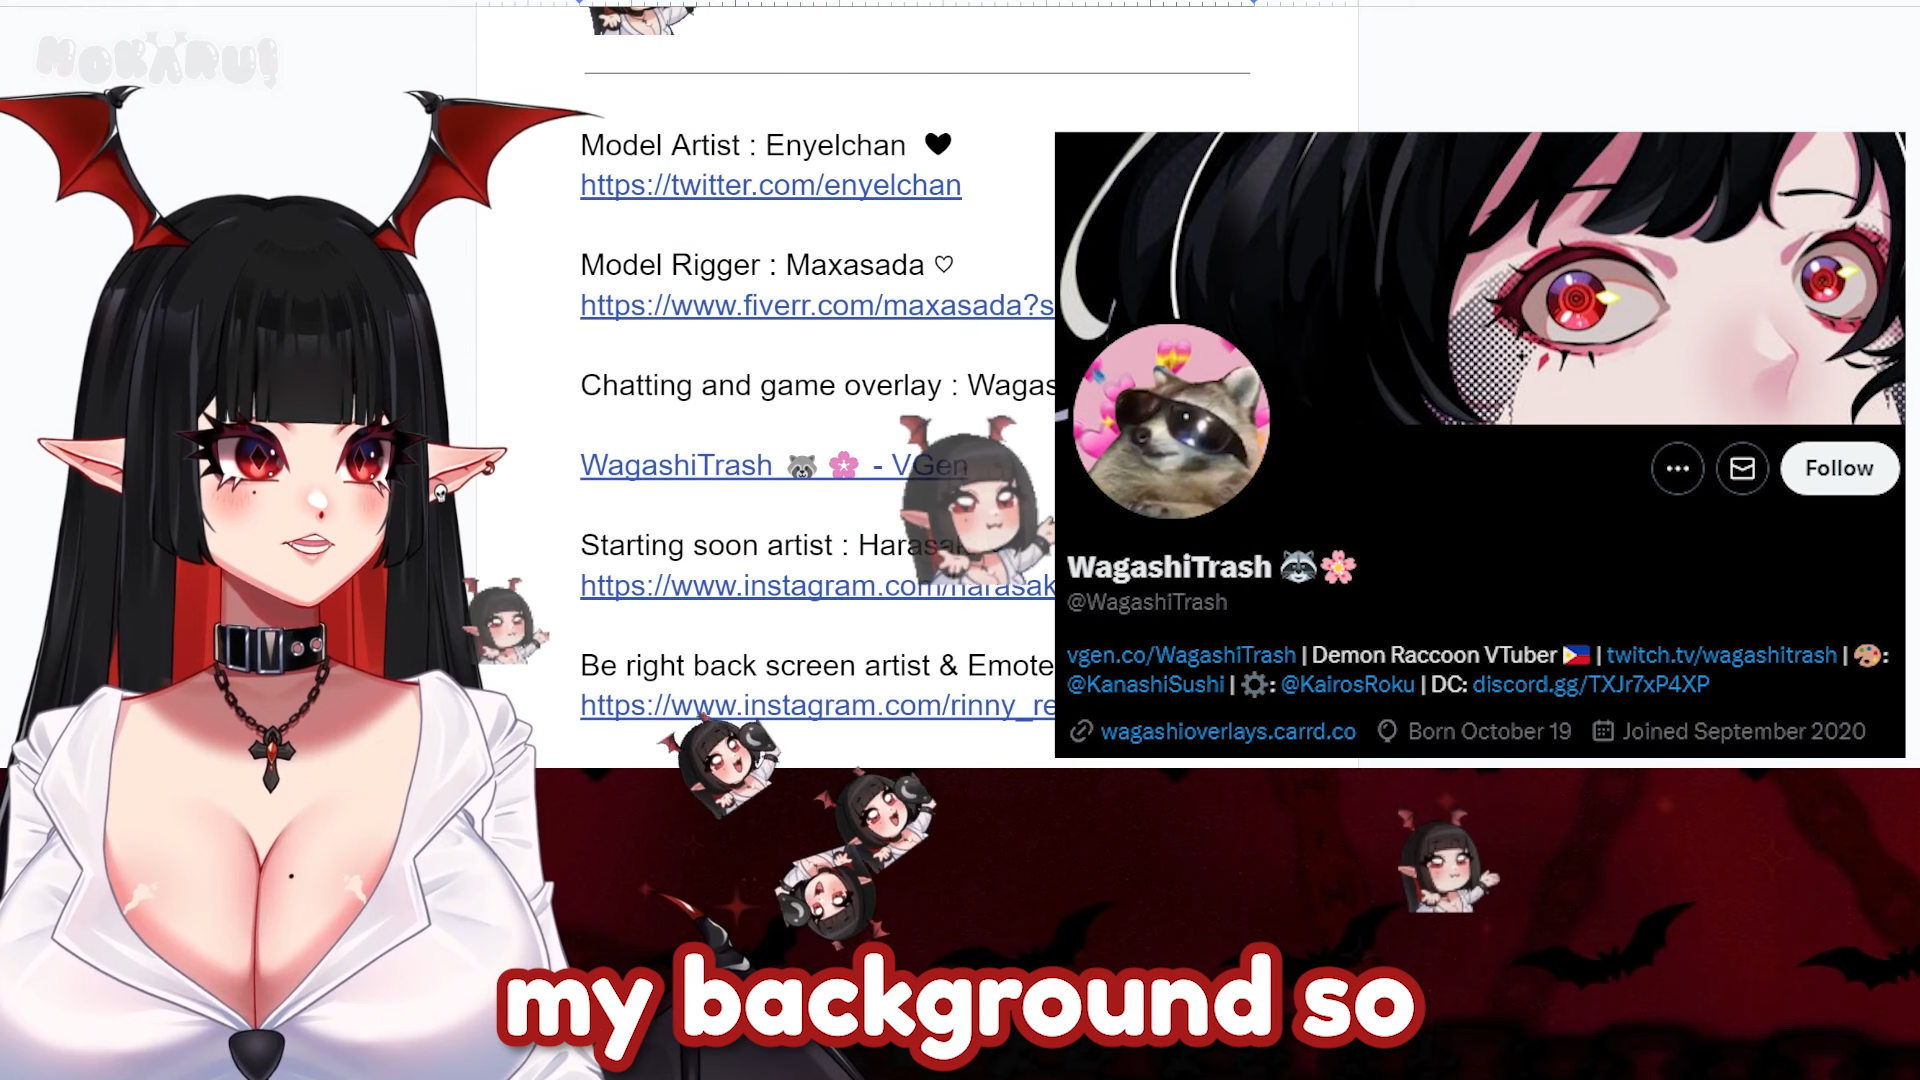 MOKARU!
Model Artist : Enyelchan ♥
https://twitter.com/enyelchan
Model Rigger : Maxasada ♡
https://www.fiverr.com/maxasada?s
Chatting and game overlay : Wagas
WagashiTrash 🦝 🌸 - VGen
Starting soon artist : Harasa
https://www.instagram.com/harasak
Be right back screen artist & Emote
https://www.instagram.com/rinny_re
Follow
WagashiTrash 🦝🌸
@WagashiTrash
vgen.co/WagashiTrash | Demon Raccoon VTuber 🇵🇭 | twitch.tv/wagashitrash | 🎨:
@KanashiSushi | ⚙️: @KairosRoku | DC: discord.gg/TXJr7xP4XP
wagashioverlays.carrd.co Born October 19 Joined September 2020
my background so